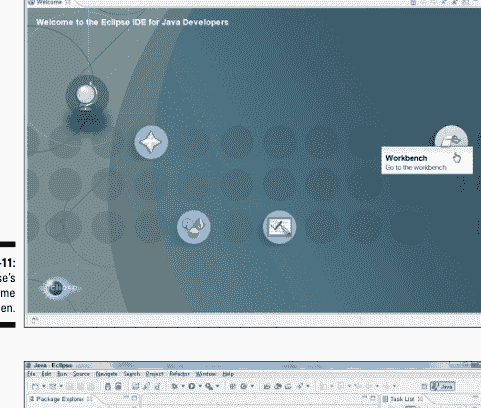 Welcome
Welcome to the Eclipse IDE for Java Developers
Workbench
Go to the workbench
-11:
se's
me
en.
Java - Eclipse
File Edit Run Source Navigate Search Project Refactor Window Help
Java
Package Explorer
Task List